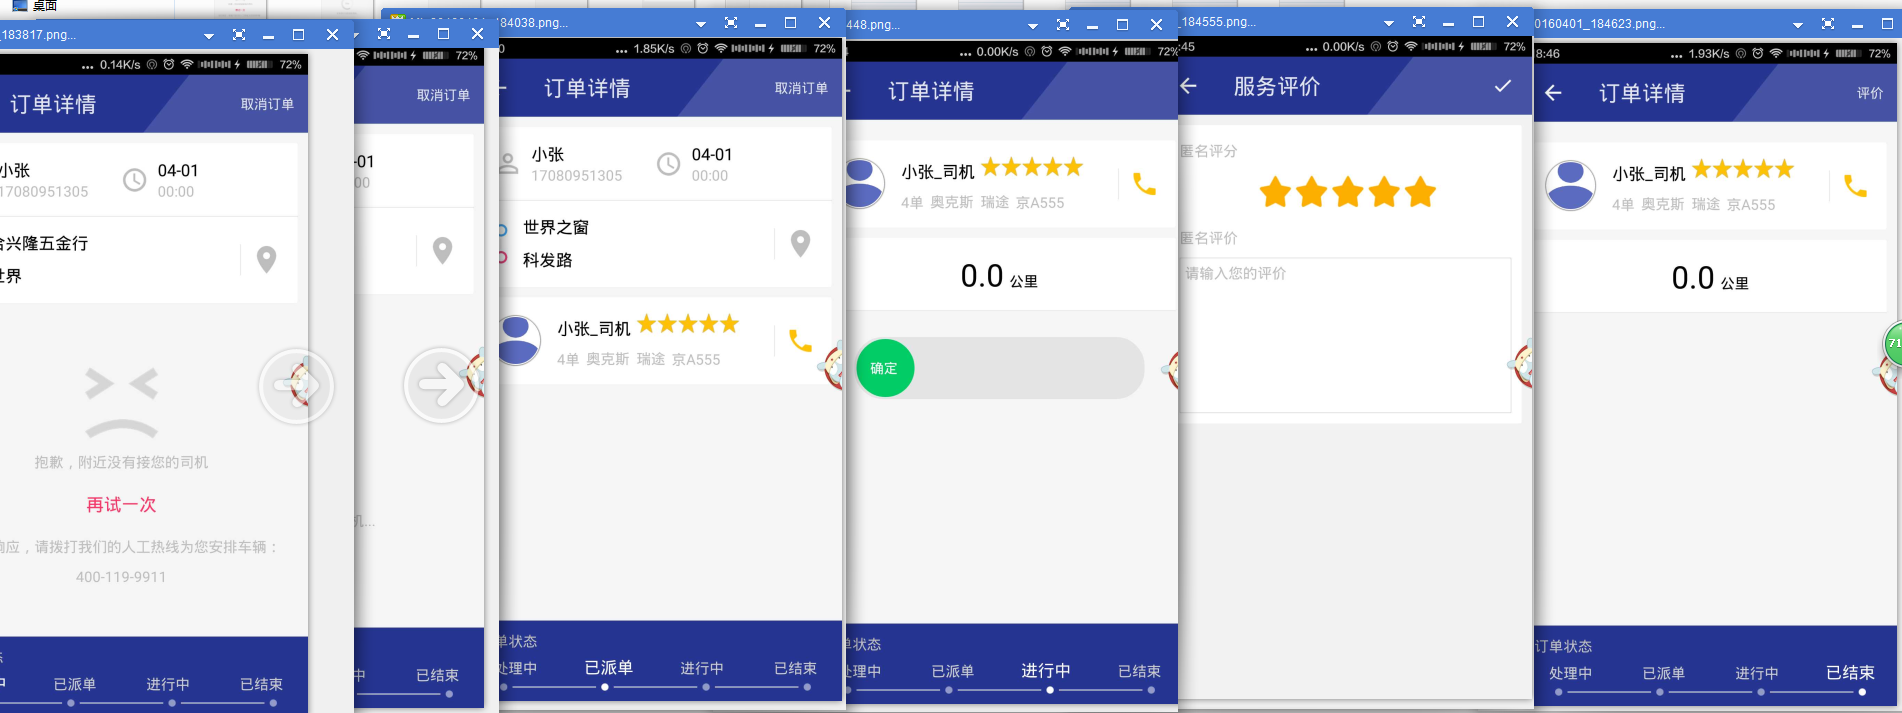 桌面
_183817.png...
0.14K/s
72%
订单详情
取消订单
小张
17080951305
04-01
00:00
合兴隆五金行
世界
抱歉，附近没有接您的司机
再试一次
响应，请拨打我们的人工热线为您安排车辆：
400-119-9911
已派单
进行中
已结束
72%
取消订单
-01
00
机...
中
已结束
_184038.png...
1.85K/s
72%
订单详情
取消订单
小张
17080951305
04-01
00:00
世界之窗
科发路
小张_司机
4单 奥克斯 瑞途 京A555
单状态
处理中
已派单
进行中
已结束
448.png...
0.00K/s
72%
订单详情
小张_司机
4单 奥克斯 瑞途 京A555
0.0 公里
确定
单状态
处理中
已派单
进行中
已结束
_184555.png...
:45
0.00K/s
72%
服务评价
匿名评分
匿名评价
请输入您的评价
0160401_184623.png...
8:46
1.93K/s
72%
订单详情
评价
小张_司机
4单 奥克斯 瑞途 京A555
0.0 公里
71
订单状态
处理中
已派单
进行中
已结束